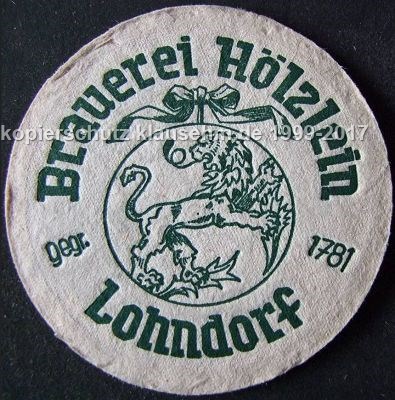 Brauerei Hölzlein
kopierschutz klausehm.de 1999-2017
gegr. 1781
Lohndorf